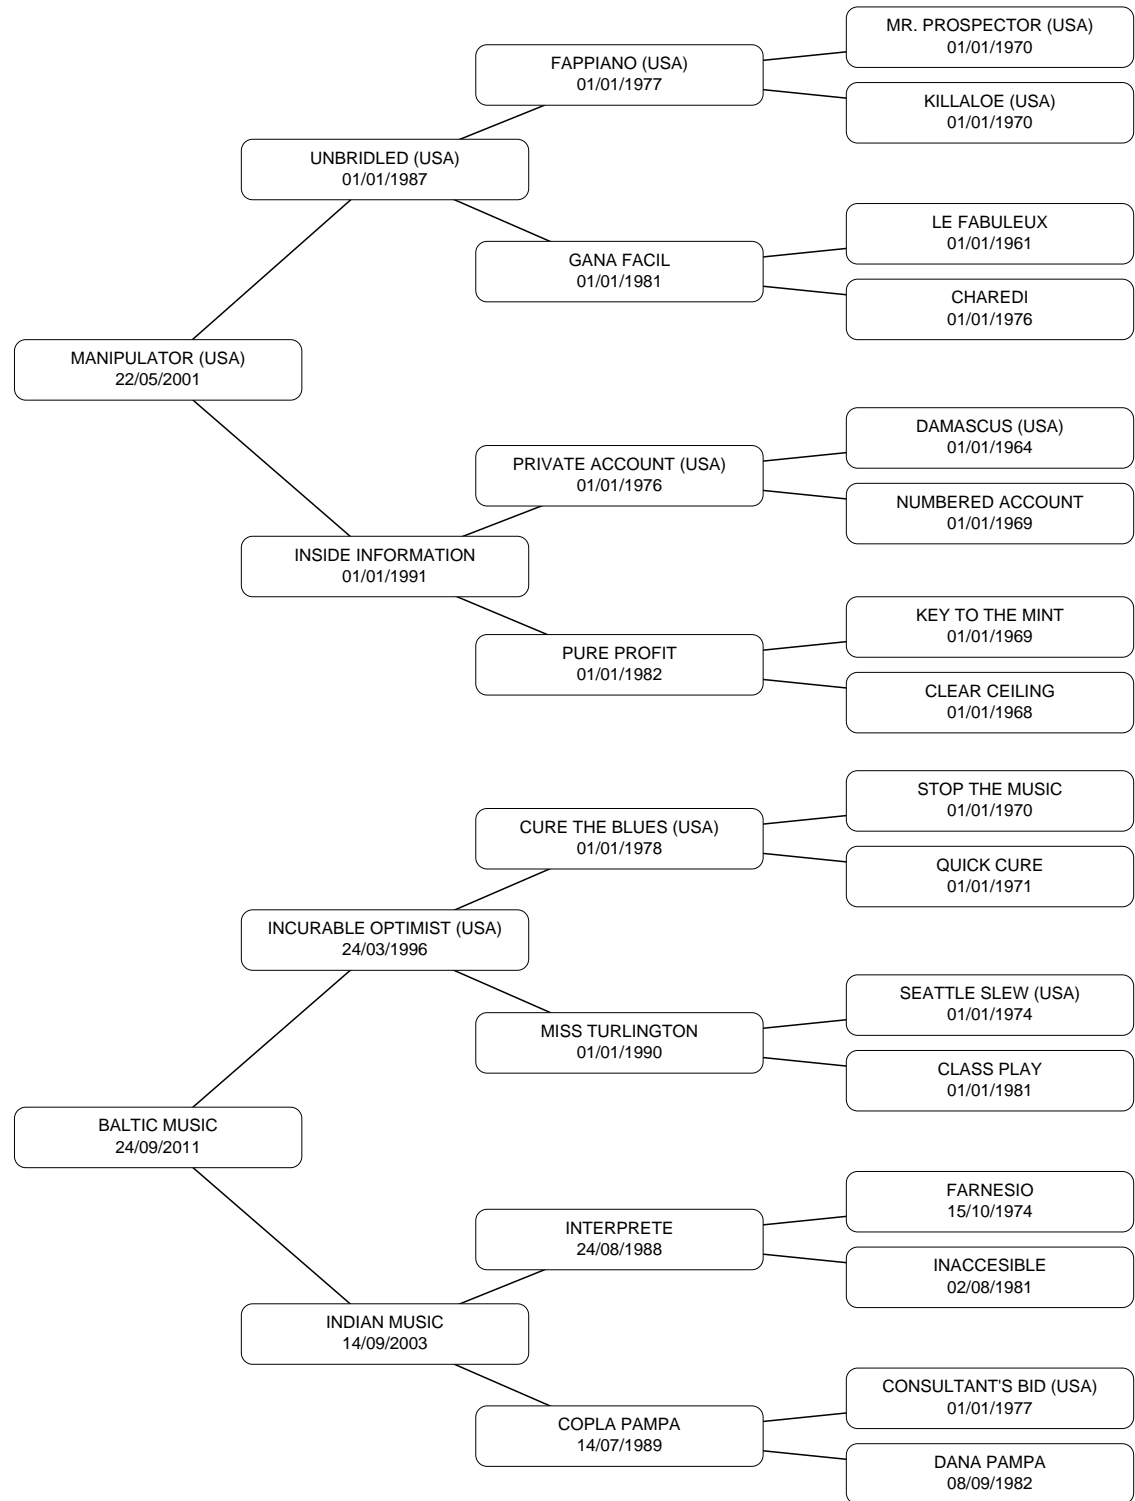 MR. PROSPECTOR (USA)
01/01/1970
FAPPIANO (USA)
01/01/1977
KILLALOE (USA)
01/01/1970
UNBRIDLED (USA)
01/01/1987
LE FABULEUX
01/01/1961
GANA FACIL
01/01/1981
CHAREDI
01/01/1976
MANIPULATOR (USA)
22/05/2001
DAMASCUS (USA)
01/01/1964
PRIVATE ACCOUNT (USA)
01/01/1976
NUMBERED ACCOUNT
01/01/1969
INSIDE INFORMATION
01/01/1991
KEY TO THE MINT
01/01/1969
PURE PROFIT
01/01/1982
CLEAR CEILING
01/01/1968
STOP THE MUSIC
01/01/1970
CURE THE BLUES (USA)
01/01/1978
QUICK CURE
01/01/1971
INCURABLE OPTIMIST (USA)
24/03/1996
SEATTLE SLEW (USA)
01/01/1974
MISS TURLINGTON
01/01/1990
CLASS PLAY
01/01/1981
BALTIC MUSIC
24/09/2011
FARNESIO
15/10/1974
INTERPRETE
24/08/1988
INACCESIBLE
02/08/1981
INDIAN MUSIC
14/09/2003
CONSULTANT'S BID (USA)
01/01/1977
COPLA PAMPA
14/07/1989
DANA PAMPA
08/09/1982